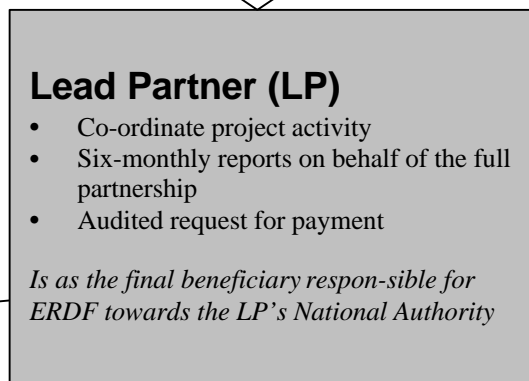 Lead Partner (LP)
• Co-ordinate project activity
• Six-monthly reports on behalf of the full
partnership
• Audited request for payment
Is as the final beneficiary respon-sible for
ERDF towards the LP's National Authority